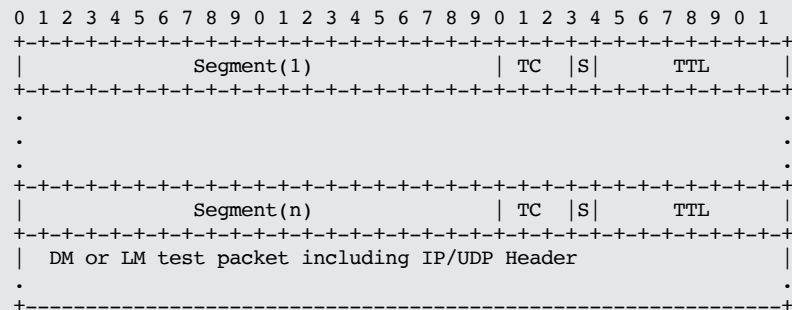 0 1 2 3 4 5 6 7 8 9 0 1 2 3 4 5 6 7 8 9 0 1 2 3 4 5 6 7 8 9 0 1
+-+-+-+-+-+-+-+-+-+-+-+-+-+-+-+-+-+-+-+-+-+-+-+-+-+-+-+-+-+-+-+-+
|              Segment(1)               | TC  |S|      TTL      |
+-+-+-+-+-+-+-+-+-+-+-+-+-+-+-+-+-+-+-+-+-+-+-+-+-+-+-+-+-+-+-+-+
.                                                               .
.                                                               .
.                                                               .
+-+-+-+-+-+-+-+-+-+-+-+-+-+-+-+-+-+-+-+-+-+-+-+-+-+-+-+-+-+-+-+-+
|              Segment(n)               | TC  |S|      TTL      |
+-+-+-+-+-+-+-+-+-+-+-+-+-+-+-+-+-+-+-+-+-+-+-+-+-+-+-+-+-+-+-+-+
|  DM or LM test packet including IP/UDP Header                 |
.                                                               .
+---------------------------------------------------------------+